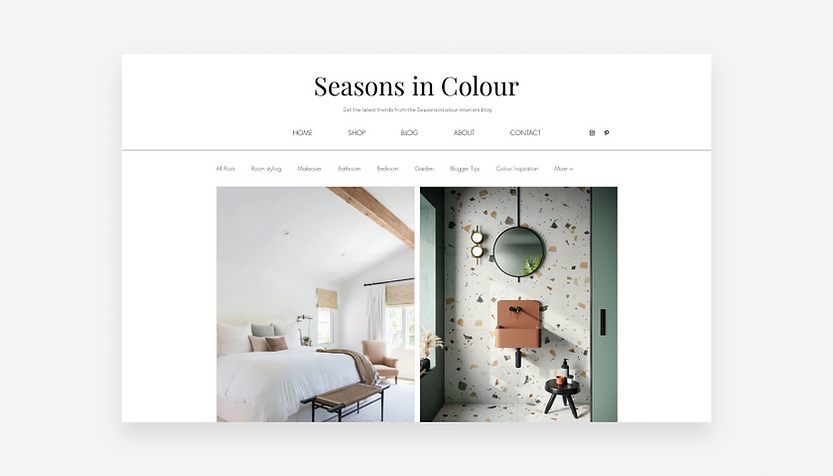 Seasons in Colour
Get the latest trends from the Seasonsincolour interiors blog
HOME SHOP BLOG ABOUT CONTACT
All Posts Room styling Makeover Bathroom Bedroom Garden Blogger Tips Colour Inspiration More